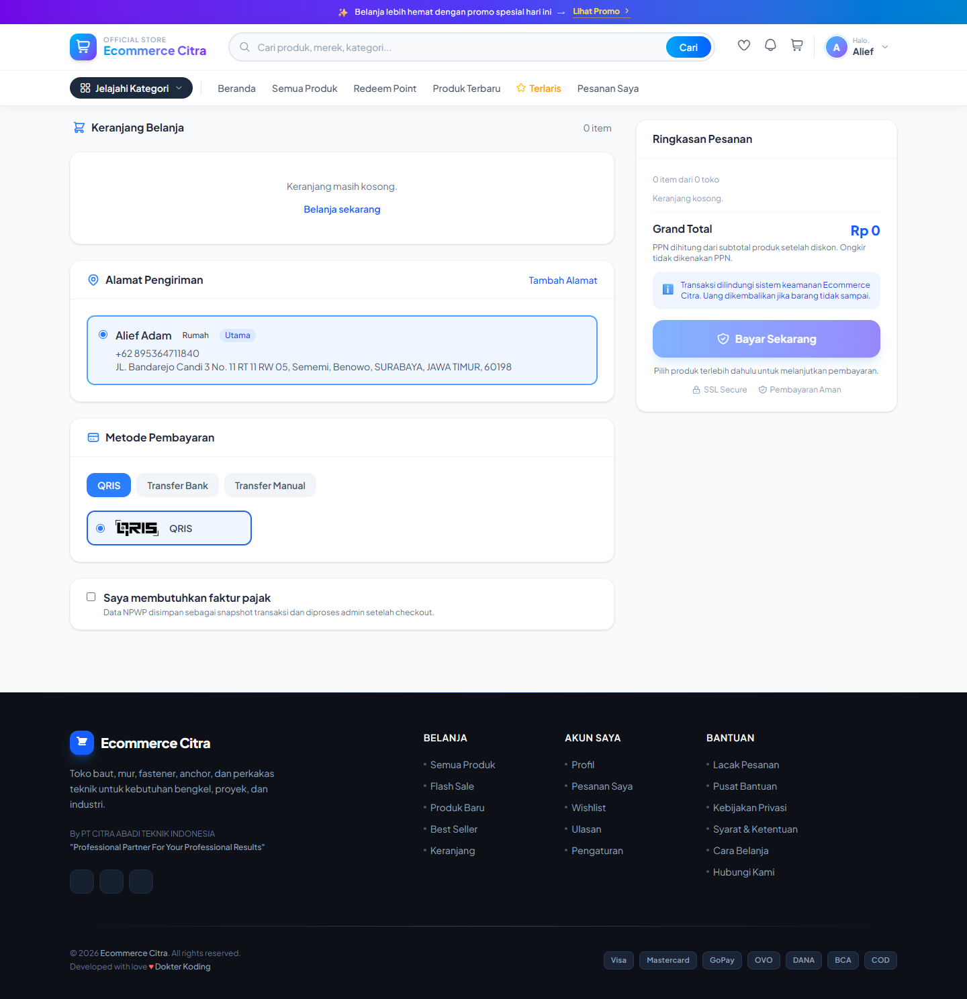 Belanja lebih hemat dengan promo spesial hari ini → Lihat Promo
OFFICIAL STORE
Ecommerce Citra
Cari produk, merek, kategori...
Cari
A
Halo,
Alief
Jelajahi Kategori
Beranda
Semua Produk
Redeem Point
Produk Terbaru
Terlaris
Pesanan Saya
Keranjang Belanja
0 item
Keranjang masih kosong.
Belanja sekarang
Alamat Pengiriman
Tambah Alamat
Alief Adam Rumah Utama
+62 895364711840
JL. Bandarejo Candi 3 No. 11 RT 11 RW 05, Sememi, Benowo, SURABAYA, JAWA TIMUR, 60198
Metode Pembayaran
QRIS
Transfer Bank
Transfer Manual
QRIS QRIS
Saya membutuhkan faktur pajak
Data NPWP disimpan sebagai snapshot transaksi dan diproses admin setelah checkout.
Ringkasan Pesanan
0 item dari 0 toko
Keranjang kosong.
Grand Total Rp 0
PPN dihitung dari subtotal produk setelah diskon. Ongkir
tidak dikenakan PPN.
Transaksi dilindungi sistem keamanan Ecommerce
Citra. Uang dikembalikan jika barang tidak sampai.
Bayar Sekarang
Pilih produk terlebih dahulu untuk melanjutkan pembayaran.
SSL Secure
Pembayaran Aman
Ecommerce Citra
Toko baut, mur, fastener, anchor, dan perkakas
teknik untuk kebutuhan bengkel, proyek, dan
industri.
By PT CITRA ABADI TEKNIK INDONESIA
"Professional Partner For Your Professional Results"
BELANJA
Semua Produk
Flash Sale
Produk Baru
Best Seller
Keranjang
AKUN SAYA
Profil
Pesanan Saya
Wishlist
Ulasan
Pengaturan
BANTUAN
Lacak Pesanan
Pusat Bantuan
Kebijakan Privasi
Syarat & Ketentuan
Cara Belanja
Hubungi Kami
© 2026 Ecommerce Citra. All rights reserved.
Developed with love ♥ Dokter Koding
Visa
Mastercard
GoPay
OVO
DANA
BCA
COD